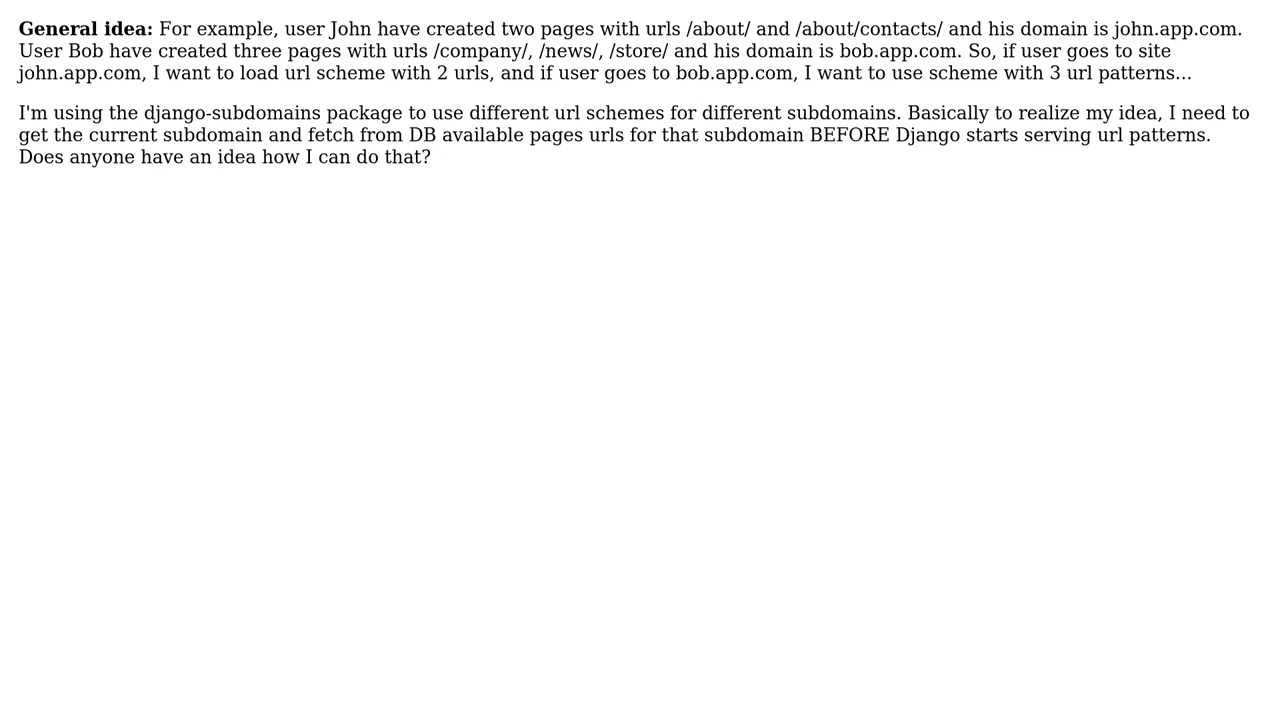 General idea: For example, user John have created two pages with urls /about/ and /about/contacts/ and his domain is john.app.com.
User Bob have created three pages with urls /company/, /news/, /store/ and his domain is bob.app.com. So, if user goes to site
john.app.com, I want to load url scheme with 2 urls, and if user goes to bob.app.com, I want to use scheme with 3 url patterns...
I'm using the django-subdomains package to use different url schemes for different subdomains. Basically to realize my idea, I need to
get the current subdomain and fetch from DB available pages urls for that subdomain BEFORE Django starts serving url patterns.
Does anyone have an idea how I can do that?